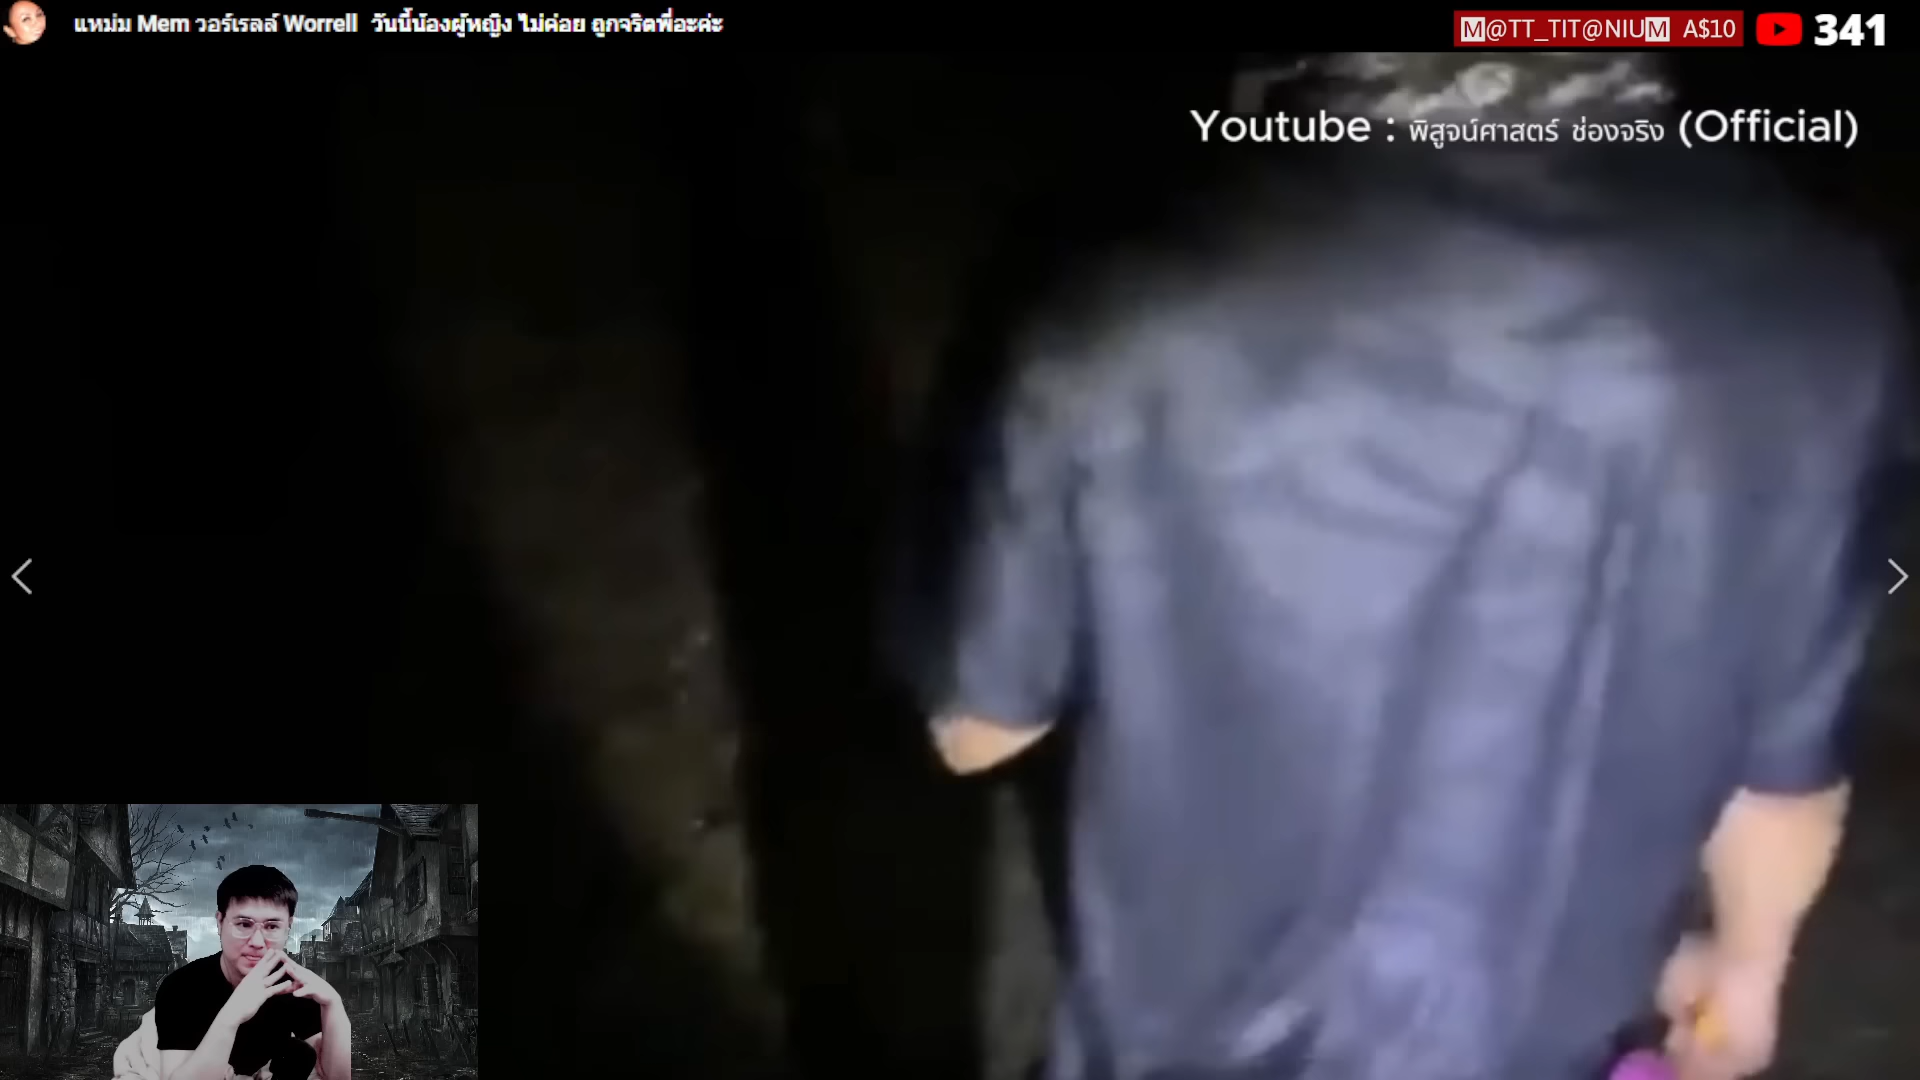 แหม่ม Mem วอร์เรลล์ Worrell วันนี้น้องผู้หญิง ไม่ค่อย ถูกจริตพี่อะค่ะ
M@TT_TIT@NIUM A$10 341
Youtube : พิสูจน์ศาสตร์ ช่องจริง (Official)